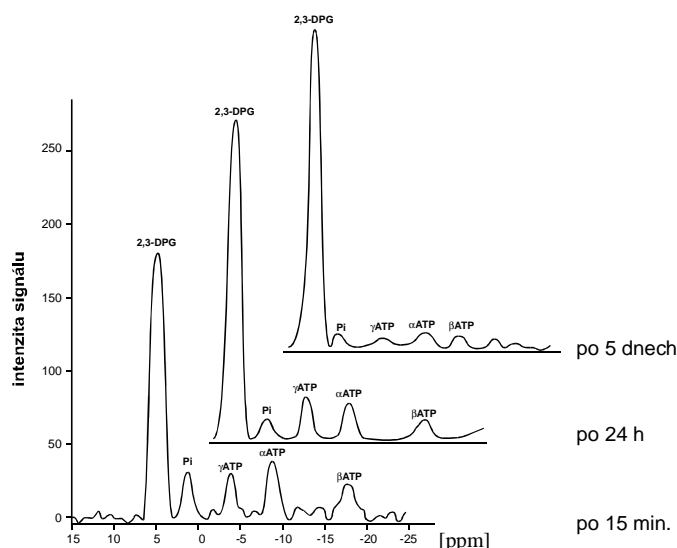 2,3-DPG
Pi
γATP
αATP
βATP
po 5 dnech
2,3-DPG
Pi
γATP
αATP
βATP
po 24 h
2,3-DPG
Pi
γATP
αATP
βATP
po 15 min.
intenzita signálu
250
200
150
100
50
0
15 10 5 0 -5 -10 -15 -20 -25 [ppm]